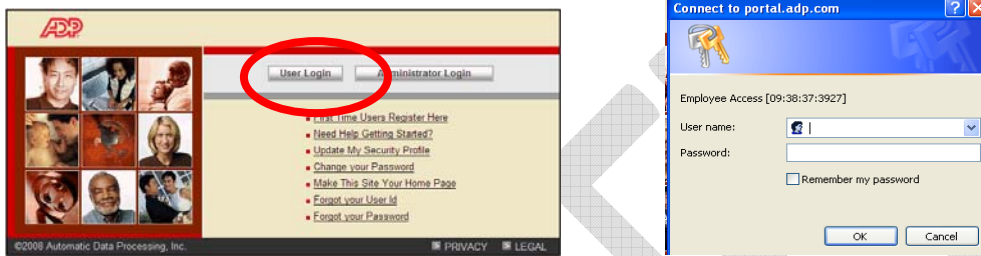 ADP
User Login
Administrator Login
First Time Users Register Here
Need Help Getting Started?
Update My Security Profile
Change your Password
Make This Site Your Home Page
Forgot your User Id
Forgot your Password
©2008 Automatic Data Processing, Inc.
PRIVACY
LEGAL
Connect to portal.adp.com
Employee Access [09:38:37:3927]
User name:
Password:
Remember my password
OK
Cancel